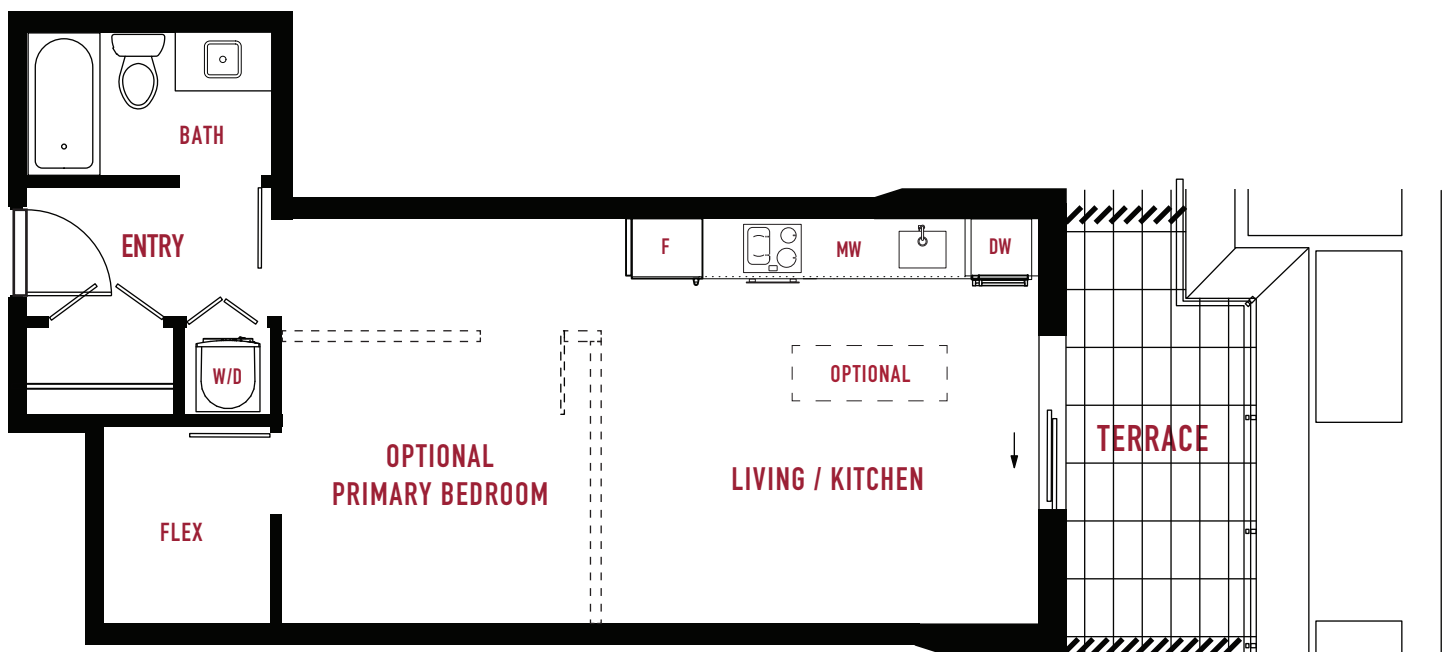 BATH
ENTRY
F
MW
DW
W/D
OPTIONAL
OPTIONAL
PRIMARY BEDROOM
LIVING / KITCHEN
TERRACE
FLEX